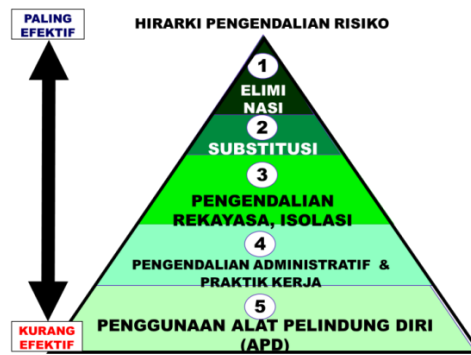 PALING
EFEKTIF
HIRARKI PENGENDALIAN RISIKO
1
ELIMI
NASI
2
SUBSTITUSI
3
PENGENDALIAN
REKAYASA, ISOLASI
4
PENGENDALIAN ADMINISTRATIF &
PRAKTIK KERJA
5
PENGGUNAAN ALAT PELINDUNG DIRI
(APD)
KURANG
EFEKTIF